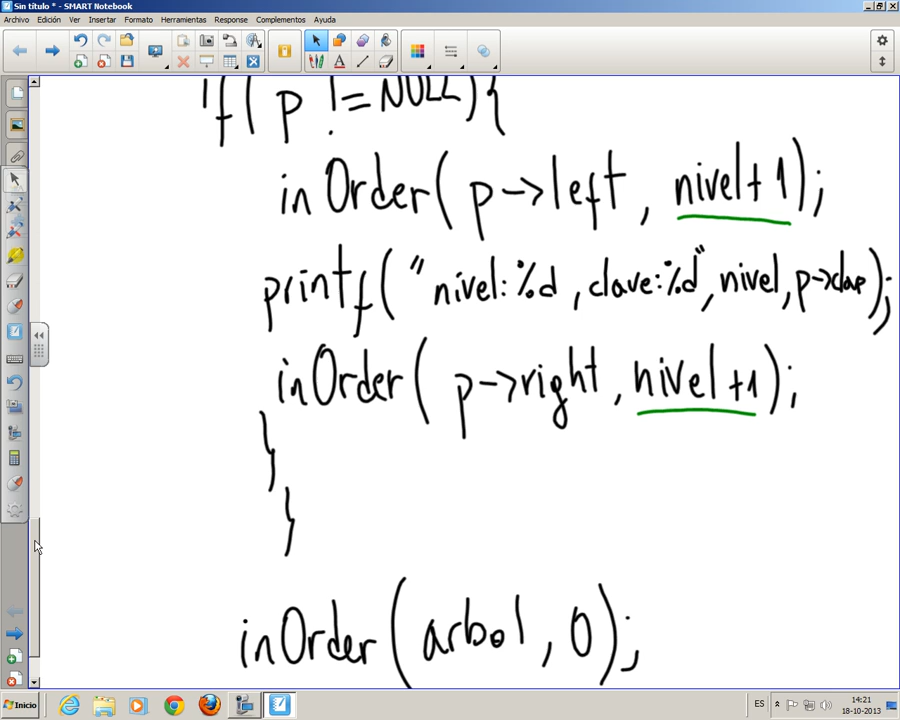 Sin título * - SMART Notebook
Archivo Edición Ver Insertar Formato Herramientas Response Complementos Ayuda
if( p != NULL){
inOrder( p->left , nivel+1);
printf( "nivel:%d ,clave:%d", nivel, p->clave);
inOrder( p->right , nivel+1);
}
}
inOrder( arbol , 0 );
Inicio
ES
14:21
18-10-2013